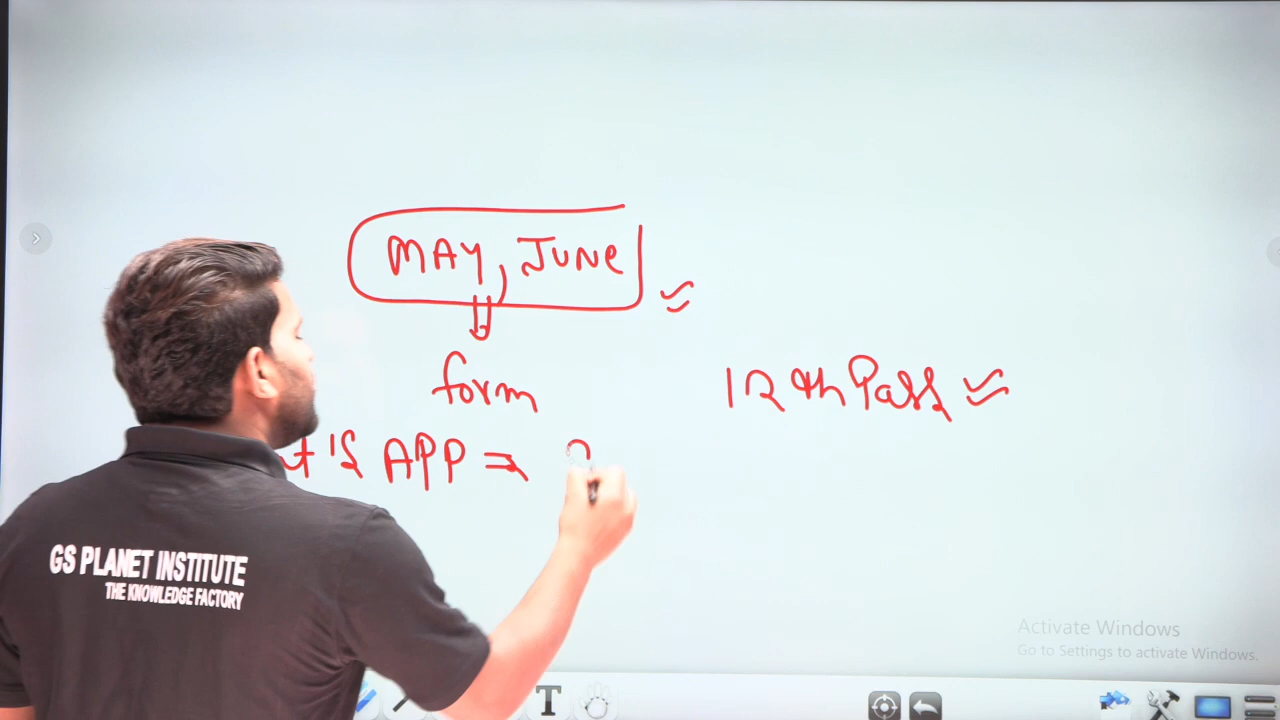 MAY, JUNE
form
12th Pass
t's APP ⇒
GS PLANET INSTITUTE
THE KNOWLEDGE FACTORY
Activate Windows
Go to Settings to activate Windows.
T